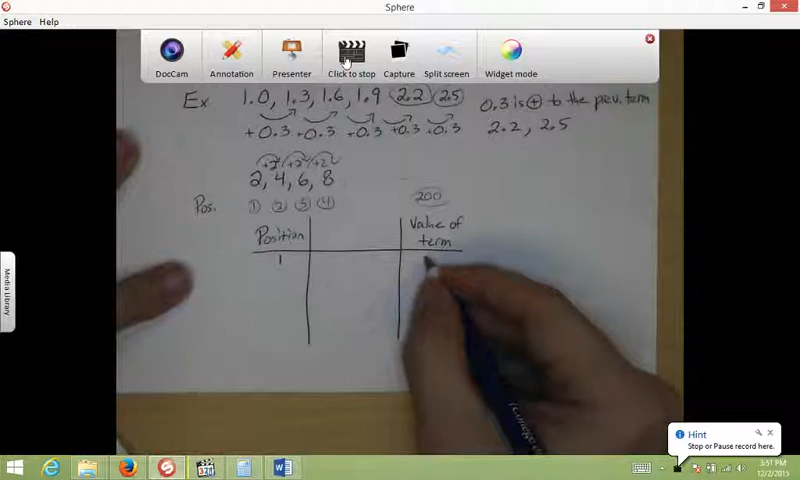 Sphere
Sphere Help
DocCam
Annotation
Presenter
Click to stop
Capture
Split screen
Widget mode
Ex 1.0, 1.3, 1.6, 1.9 2.2 2.5
0.3 is + to the prev. term
+0.3 +0.3 +0.3 +0.3 +0.3
2.2, 2.5
+2 +2 +2
2, 4, 6, 8
Pos. 1 2 3 4
200
Position
Value of
term
1
Media Library
Hint
Stop or Pause record here.
3:51 PM
12/2/2015